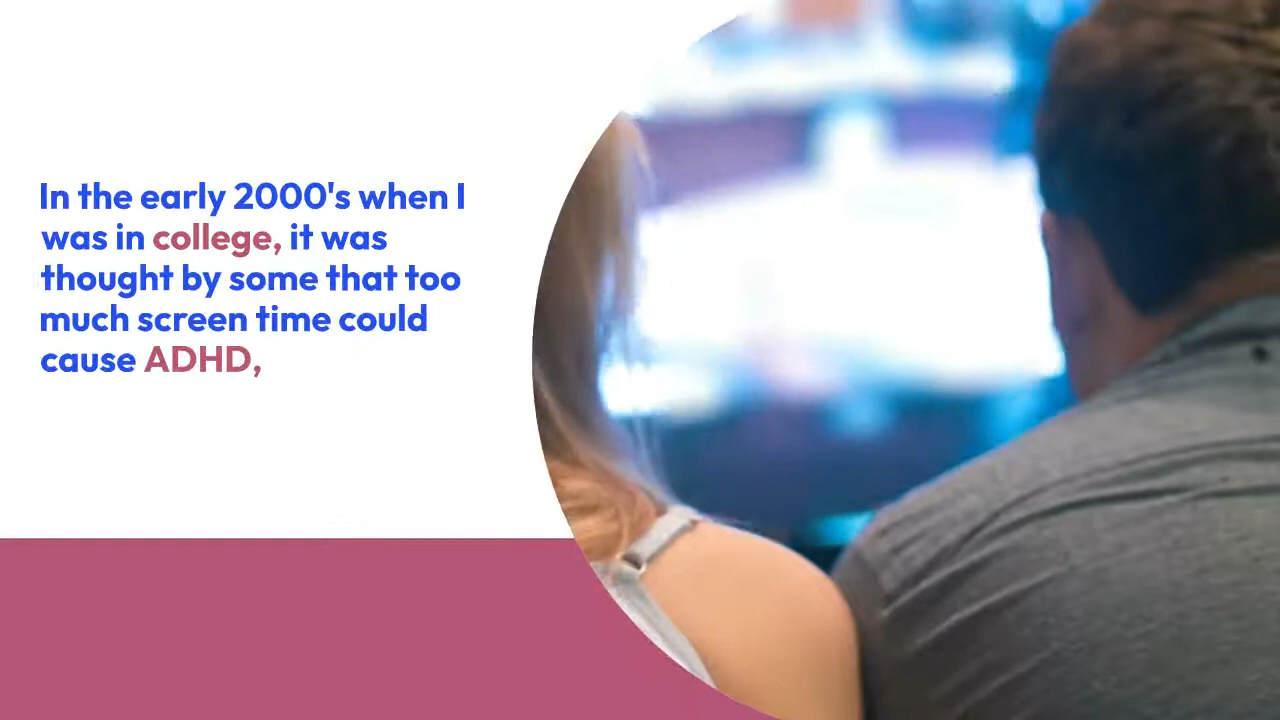 In the early 2000's when I
was in college, it was
thought by some that too
much screen time could
cause ADHD,